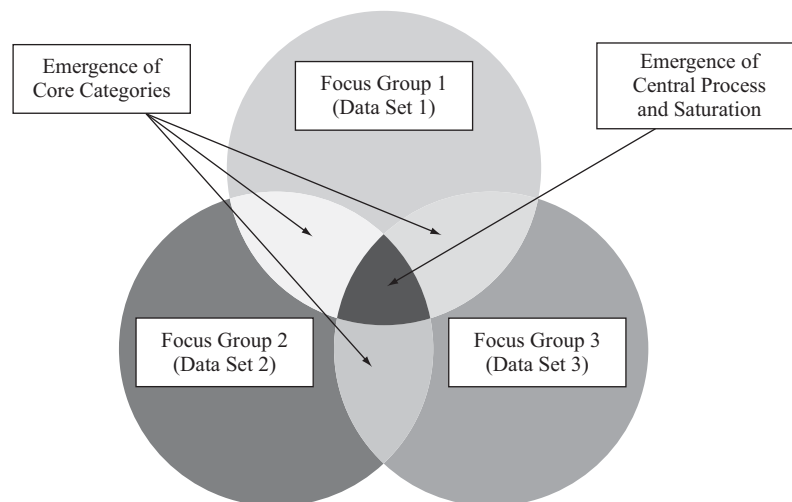 Emergence of
Core Categories
Focus Group 1
(Data Set 1)
Emergence of
Central Process
and Saturation
Focus Group 2
(Data Set 2)
Focus Group 3
(Data Set 3)